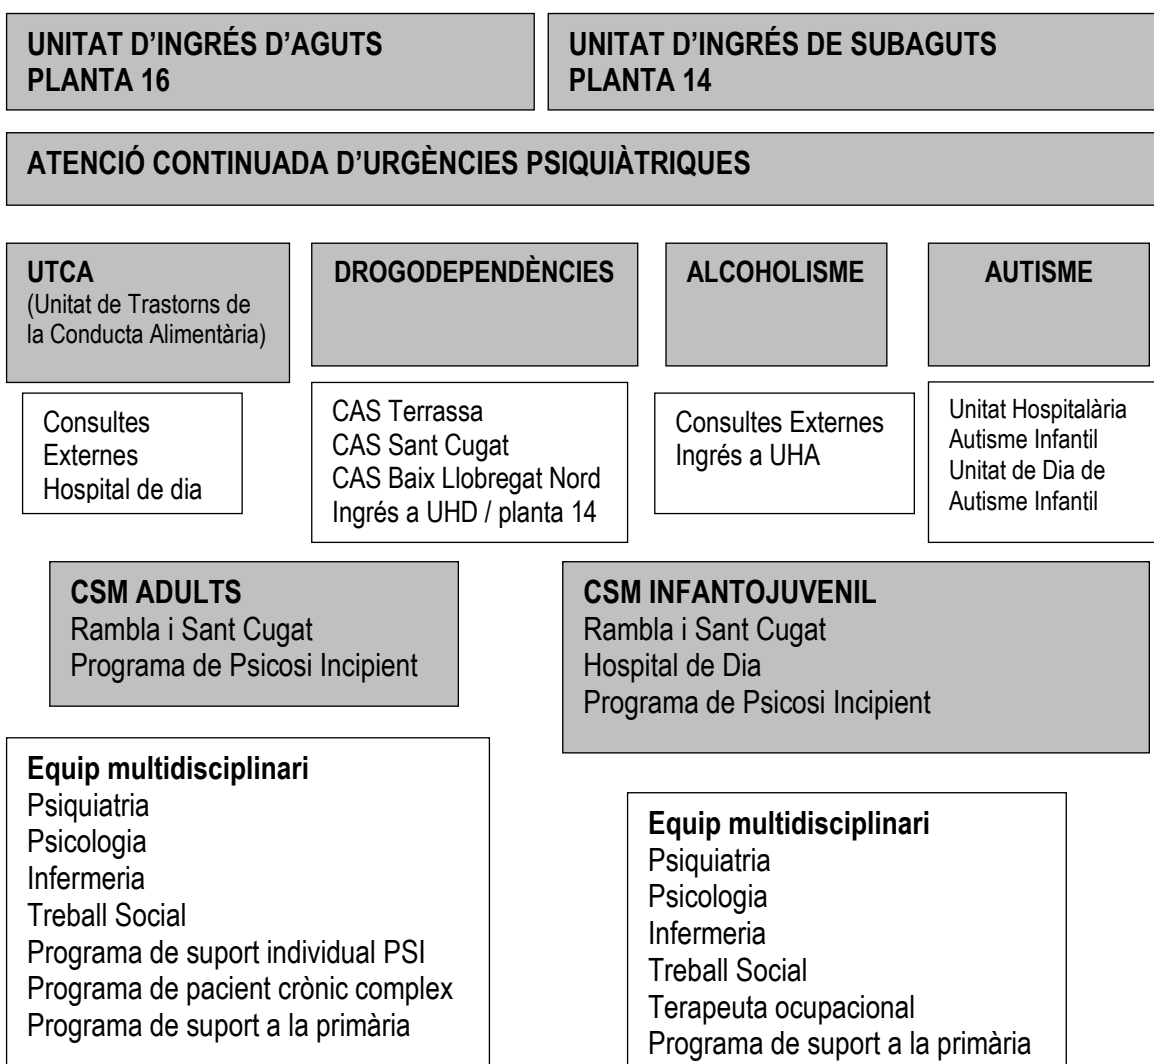 UNITAT D’INGRÉS D’AGUTS
PLANTA 16
UNITAT D’INGRÉS DE SUBAGUTS
PLANTA 14
ATENCIÓ CONTINUADA D’URGÈNCIES PSIQUIÀTRIQUES
UTCA
(Unitat de Trastorns de
la Conducta Alimentària)
DROGODEPENDÈNCIES
ALCOHOLISME
AUTISME
Consultes
Externes
Hospital de dia
CAS Terrassa
CAS Sant Cugat
CAS Baix Llobregat Nord
Ingrés a UHD / planta 14
Consultes Externes
Ingrés a UHA
Unitat Hospitalària
Autisme Infantil
Unitat de Dia de
Autisme Infantil
CSM ADULTS
Rambla i Sant Cugat
Programa de Psicosi Incipient
CSM INFANTOJUVENIL
Rambla i Sant Cugat
Hospital de Dia
Programa de Psicosi Incipient
Equip multidisciplinari
Psiquiatria
Psicologia
Infermeria
Treball Social
Programa de suport individual PSI
Programa de pacient crònic complex
Programa de suport a la primària
Equip multidisciplinari
Psiquiatria
Psicologia
Infermeria
Treball Social
Terapeuta ocupacional
Programa de suport a la primària